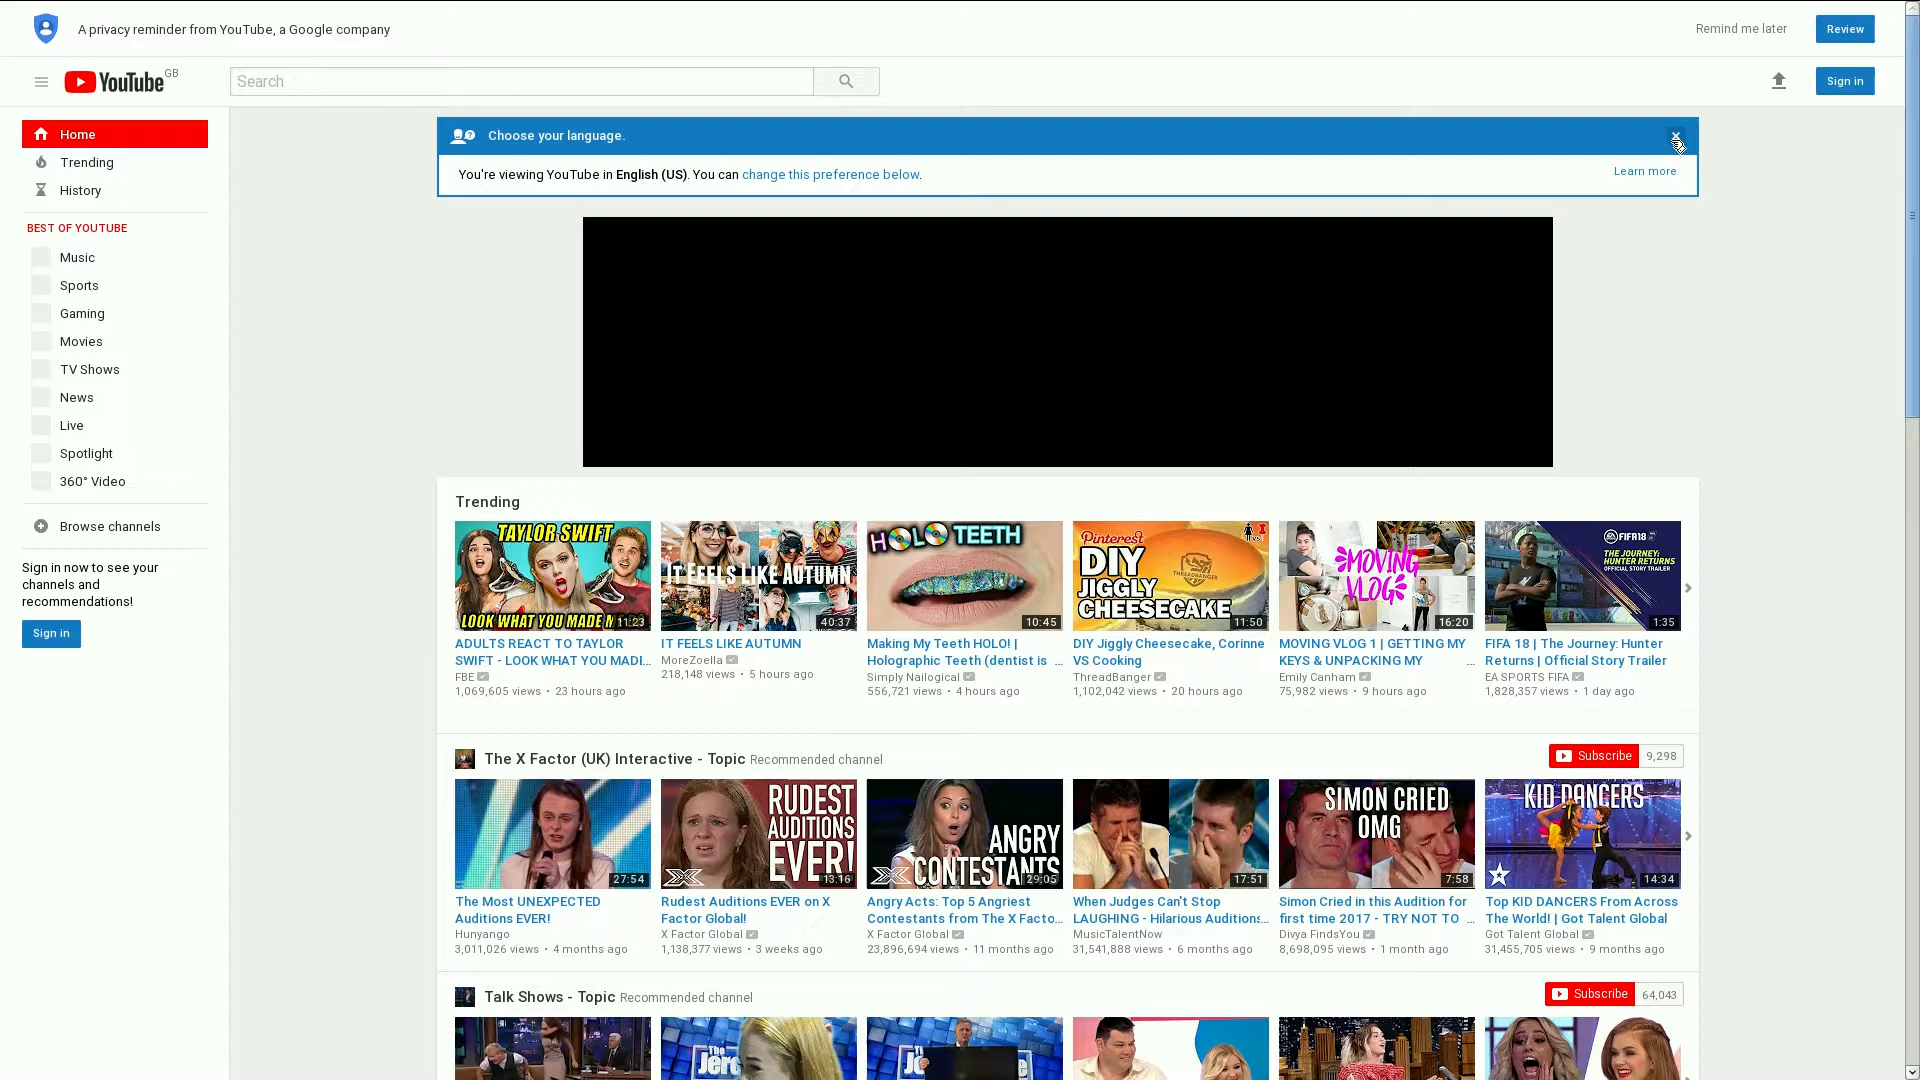 A privacy reminder from YouTube, a Google company
Remind me later
Review
YouTube GB
Search
Sign in
Home
Trending
History
BEST OF YOUTUBE
Music
Sports
Gaming
Movies
TV Shows
News
Live
Spotlight
360° Video
Browse channels
Sign in now to see your
channels and
recommendations!
Sign in
Choose your language.
You're viewing YouTube in English (US). You can change this preference below.
Learn more
Trending
TAYLOR SWIFT
LOOK WHAT YOU MADE M
11:23
IT FEELS LIKE AUTUMN
40:37
HOLO TEETH
10:45
Pinterest
DIY
JIGGLY
CHEESECAKE
THREADBANGER
11:50
MOVING
VLOG
16:20
EA SPORTS FIFA18
THE JOURNEY:
HUNTER RETURNS
OFFICIAL STORY TRAILER
1:35
ADULTS REACT TO TAYLOR
SWIFT - LOOK WHAT YOU MADI...
FBE
1,069,605 views • 23 hours ago
IT FEELS LIKE AUTUMN
MoreZoella
218,148 views • 5 hours ago
Making My Teeth HOLO! |
Holographic Teeth (dentist is ...
Simply Nailogical
556,721 views • 4 hours ago
DIY Jiggly Cheesecake, Corinne
VS Cooking
ThreadBanger
1,102,042 views • 20 hours ago
MOVING VLOG 1 | GETTING MY
KEYS & UNPACKING MY ...
Emily Canham
75,982 views • 9 hours ago
FIFA 18 | The Journey: Hunter
Returns | Official Story Trailer
EA SPORTS FIFA
1,828,357 views • 1 day ago
The X Factor (UK) Interactive - Topic Recommended channel
Subscribe 9,298
27:54
RUDEST
AUDITIONS
EVER!
13:16
ANGRY
CONTESTANTS
29:05
17:51
SIMON CRIED
OMG
7:58
KID DANCERS
14:34
The Most UNEXPECTED
Auditions EVER!
Hunyango
3,011,026 views • 4 months ago
Rudest Auditions EVER on X
Factor Global!
X Factor Global
1,138,377 views • 3 weeks ago
Angry Acts: Top 5 Angriest
Contestants from The X Facto...
X Factor Global
23,896,694 views • 11 months ago
When Judges Can't Stop
LAUGHING - Hilarious Auditions...
MusicTalentNow
31,541,888 views • 6 months ago
Simon Cried in this Audition for
first time 2017 - TRY NOT TO ...
Divya FindsYou
8,698,095 views • 1 month ago
Top KID DANCERS From Across
The World! | Got Talent Global
Got Talent Global
31,455,705 views • 9 months ago
Talk Shows - Topic Recommended channel
Subscribe 64,043